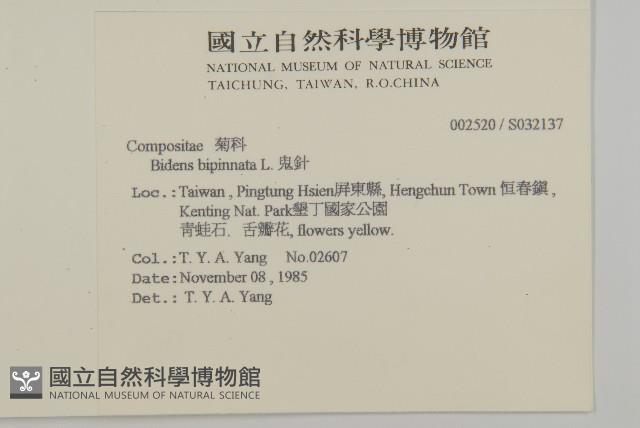 國立自然科學博物館
NATIONAL MUSEUM OF NATURAL SCIENCE
TAICHUNG, TAIWAN, R.O.CHINA
002520 / S032137
Compositae 菊科
Bidens bipinnata L. 鬼針
Loc.:Taiwan , Pingtung Hsien屏東縣, Hengchun Town 恒春鎮 ,
Kenting Nat. Park墾丁國家公園
青蛙石. 舌瓣花, flowers yellow.
Col.:T. Y. A. Yang No.02607
Date:November 08 , 1985
Det.: T. Y. A. Yang
國立自然科學博物館
NATIONAL MUSEUM OF NATURAL SCIENCE